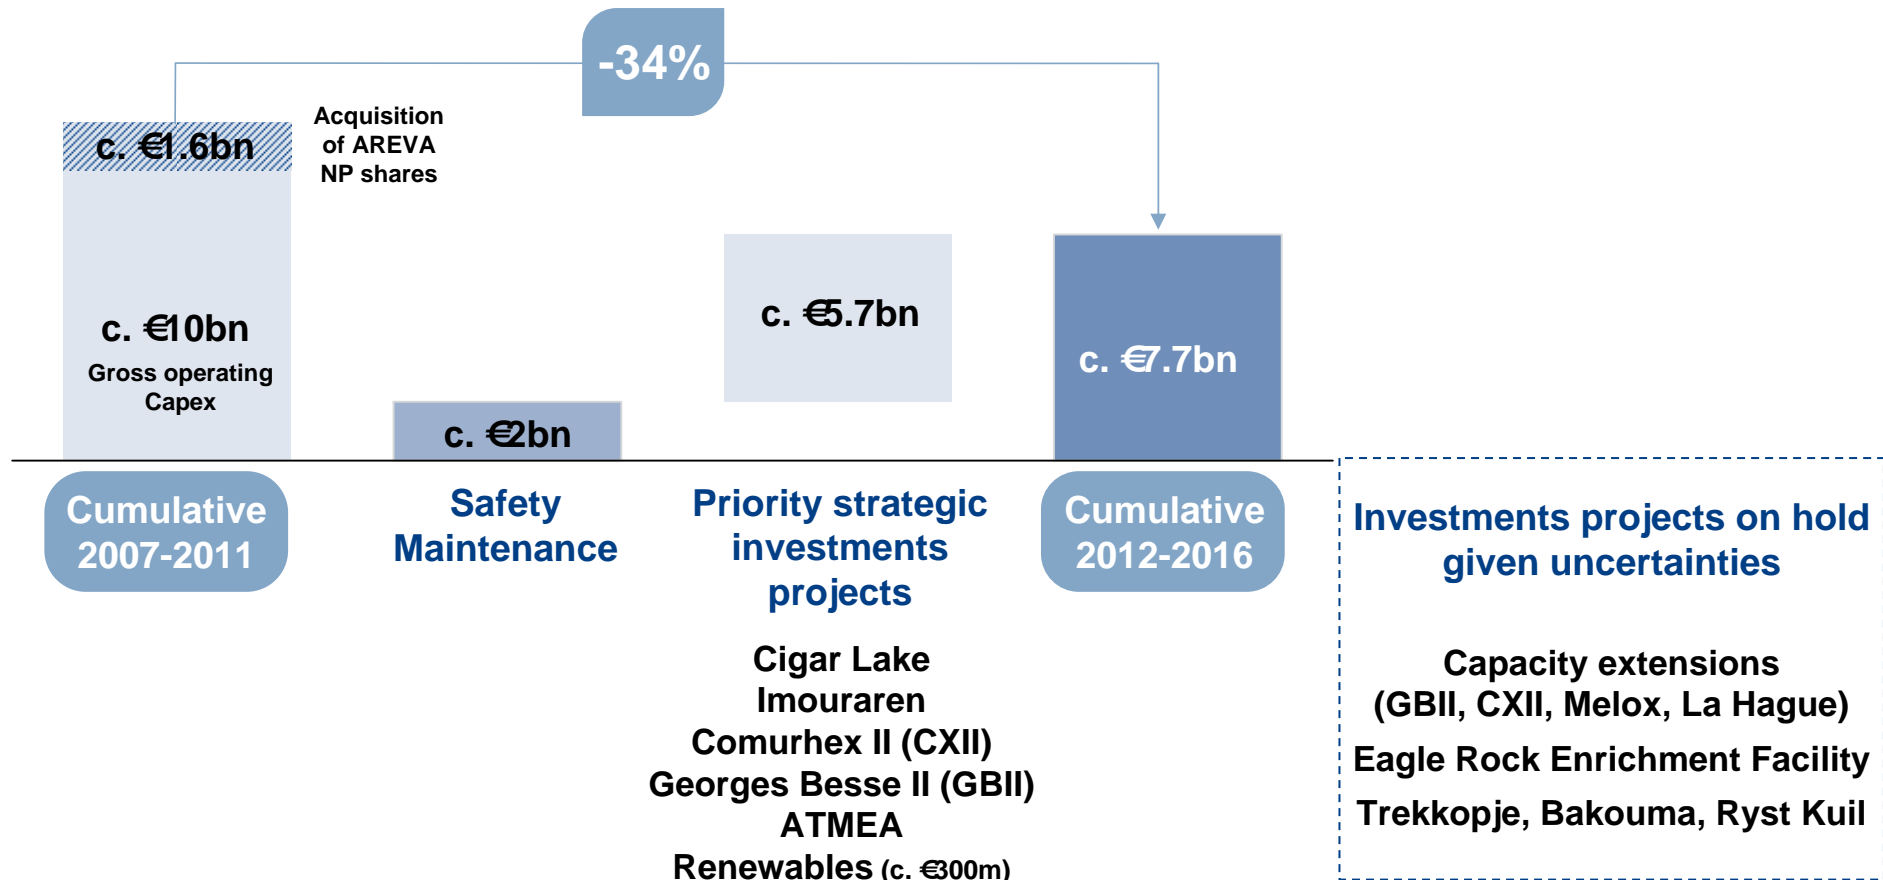 -34%
c. €1.6bn
Acquisition
of AREVA
NP shares
c. €10bn
Gross operating
Capex
c. €2bn
c. €5.7bn
c. €7.7bn
Cumulative
2007-2011
Safety
Maintenance
Priority strategic
investments
projects
Cumulative
2012-2016
Cigar Lake
Imouraren
Comurhex II (CXII)
Georges Besse II (GBII)
ATMEA
Renewables (c. €300m)
Investments projects on hold
given uncertainties
Capacity extensions
(GBII, CXII, Melox, La Hague)
Eagle Rock Enrichment Facility
Trekkopje, Bakouma, Ryst Kuil